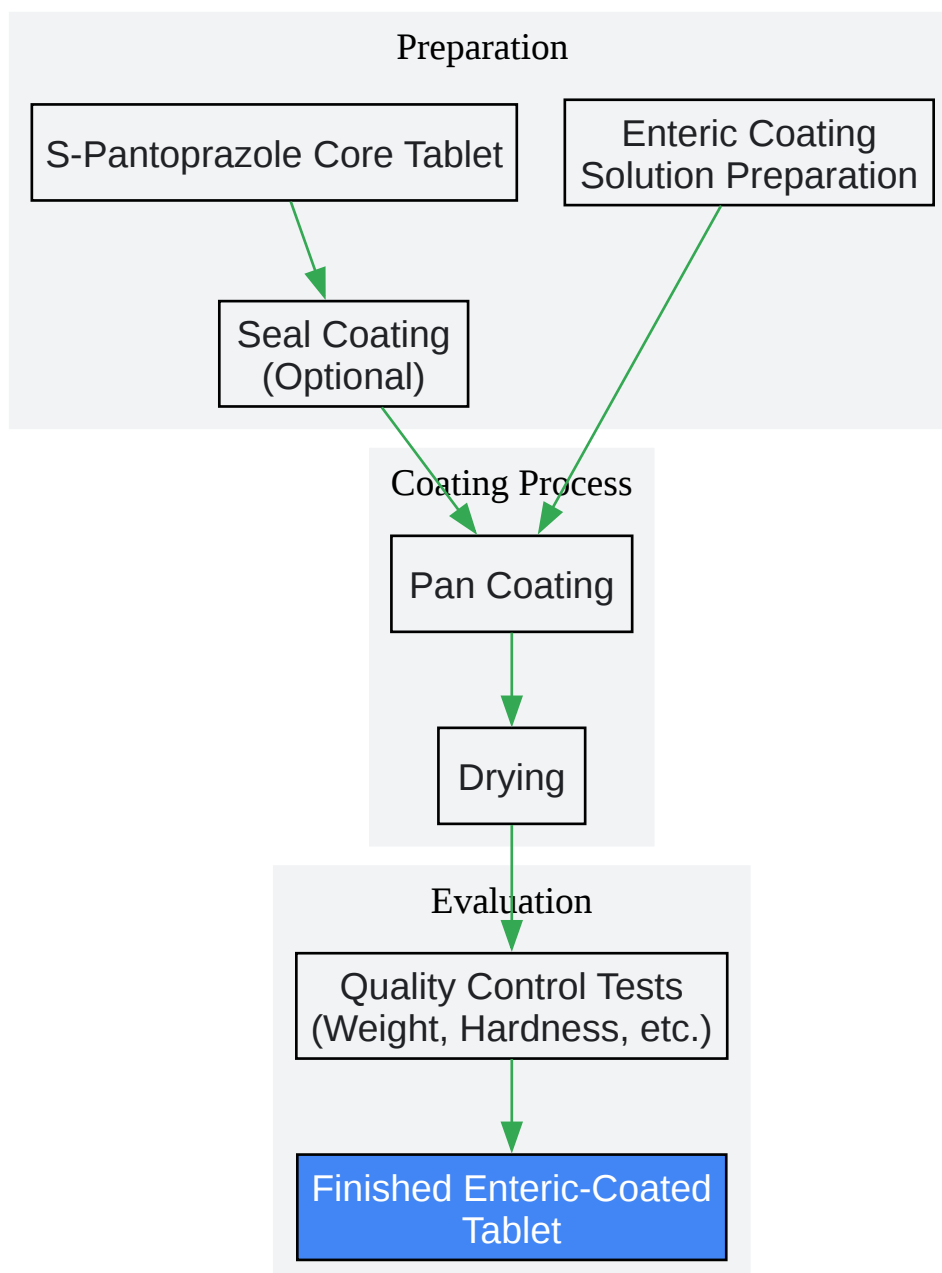 Preparation
S-Pantoprazole Core Tablet
Enteric Coating
Solution Preparation
Seal Coating
(Optional)
Coating Process
Pan Coating
Drying
Evaluation
Quality Control Tests
(Weight, Hardness, etc.)
Finished Enteric-Coated
Tablet